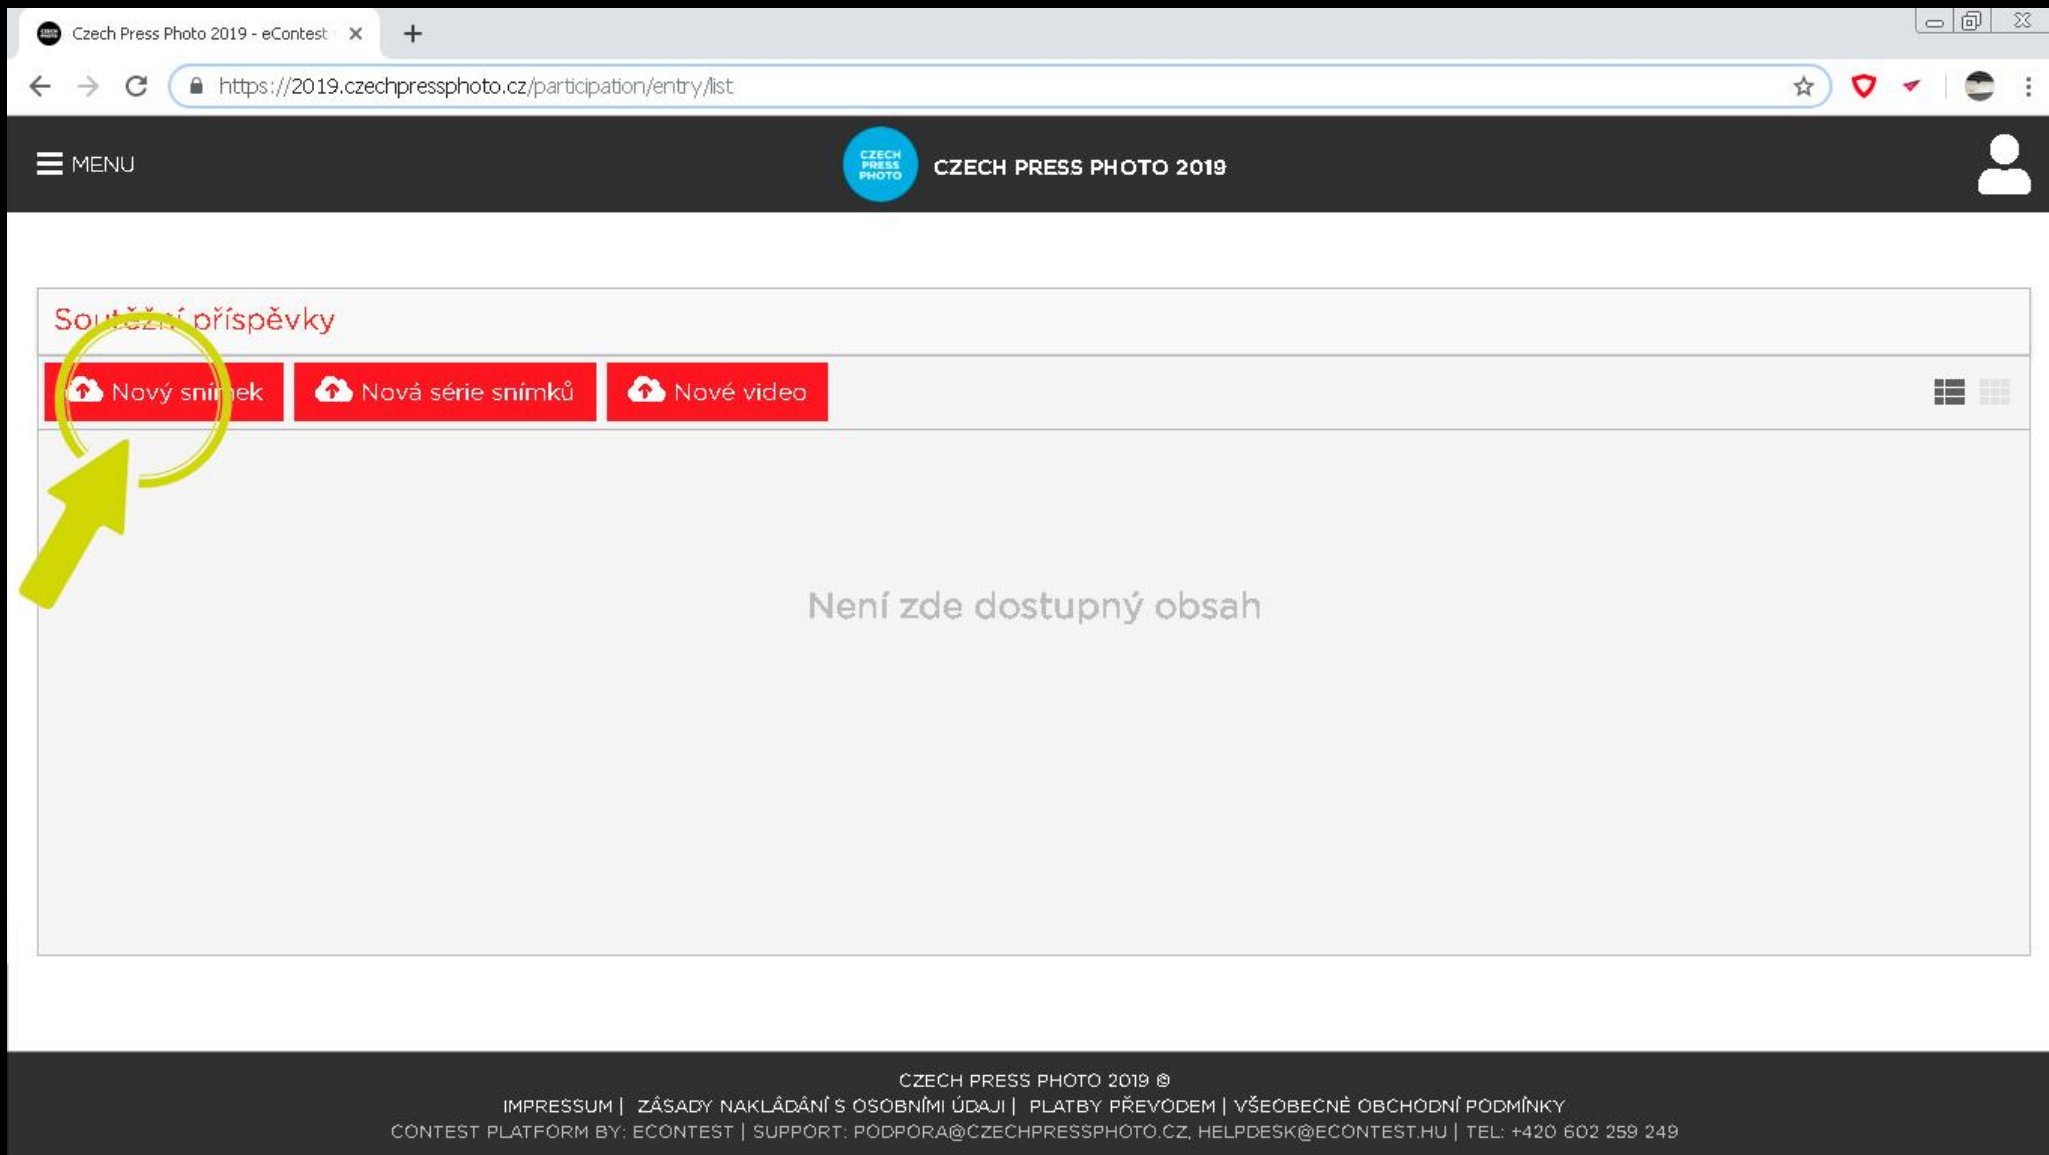 Czech Press Photo 2019 - eContest
https://2019.czechpressphoto.cz/participation/entry/list
MENU
CZECH PRESS PHOTO
CZECH PRESS PHOTO 2019
Soutěžní příspěvky
Nový snímek
Nová série snímků
Nové video
Není zde dostupný obsah
CZECH PRESS PHOTO 2019 ©
IMPRESSUM | ZÁSADY NAKLÁDÁNÍ S OSOBNÍMI ÚDAJI | PLATBY PŘEVODEM | VŠEOBECNÉ OBCHODNÍ PODMÍNKY
CONTEST PLATFORM BY: ECONTEST | SUPPORT: PODPORA@CZECHPRESSPHOTO.CZ, HELPDESK@ECONTEST.HU | TEL: +420 602 259 249